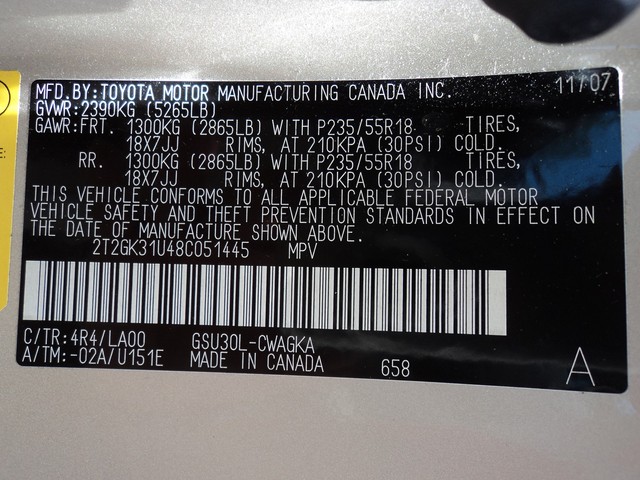 MFD. BY: TOYOTA MOTOR MANUFACTURING CANADA INC. 11/07
GVWR: 2390KG (5265LB)
GAWR: FRT. 1300KG (2865LB) WITH P235/55R18 TIRES,
18X7JJ RIMS, AT 210KPA (30PSI) COLD.
RR. 1300KG (2865LB) WITH P235/55R18 TIRES,
18X7JJ RIMS, AT 210KPA (30PSI) COLD.
THIS VEHICLE CONFORMS TO ALL APPLICABLE FEDERAL MOTOR
VEHICLE SAFETY AND THEFT PREVENTION STANDARDS IN EFFECT ON
THE DATE OF MANUFACTURE SHOWN ABOVE.
2T2GK31U48C051445 MPV
C/TR: 4R4/LA00 GSU30L-CWAGKA
A/TM: -02A/U151E MADE IN CANADA 658 A